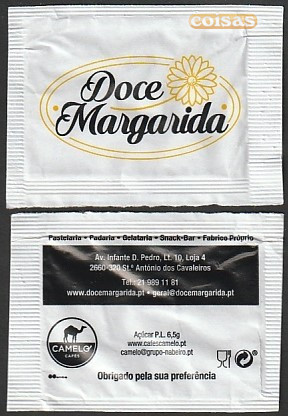 coisas
Doce
Margarida
Pastelaria • Padaria • Gelataria • Snack-Bar • Fabrico Próprio
Av. Infante D. Pedro, Lt. 10, Loja 4
2660-320 St.º António dos Cavaleiros
Tel.: 21 989 11 81
www.docemargarida.pt • geral@docemargarida.pt
CAMELO
CAFÉS
Açúcar P.L. 6,5g
www.cafescamelo.pt
camelo@grupo-nabeiro.pt
Obrigado pela sua preferência